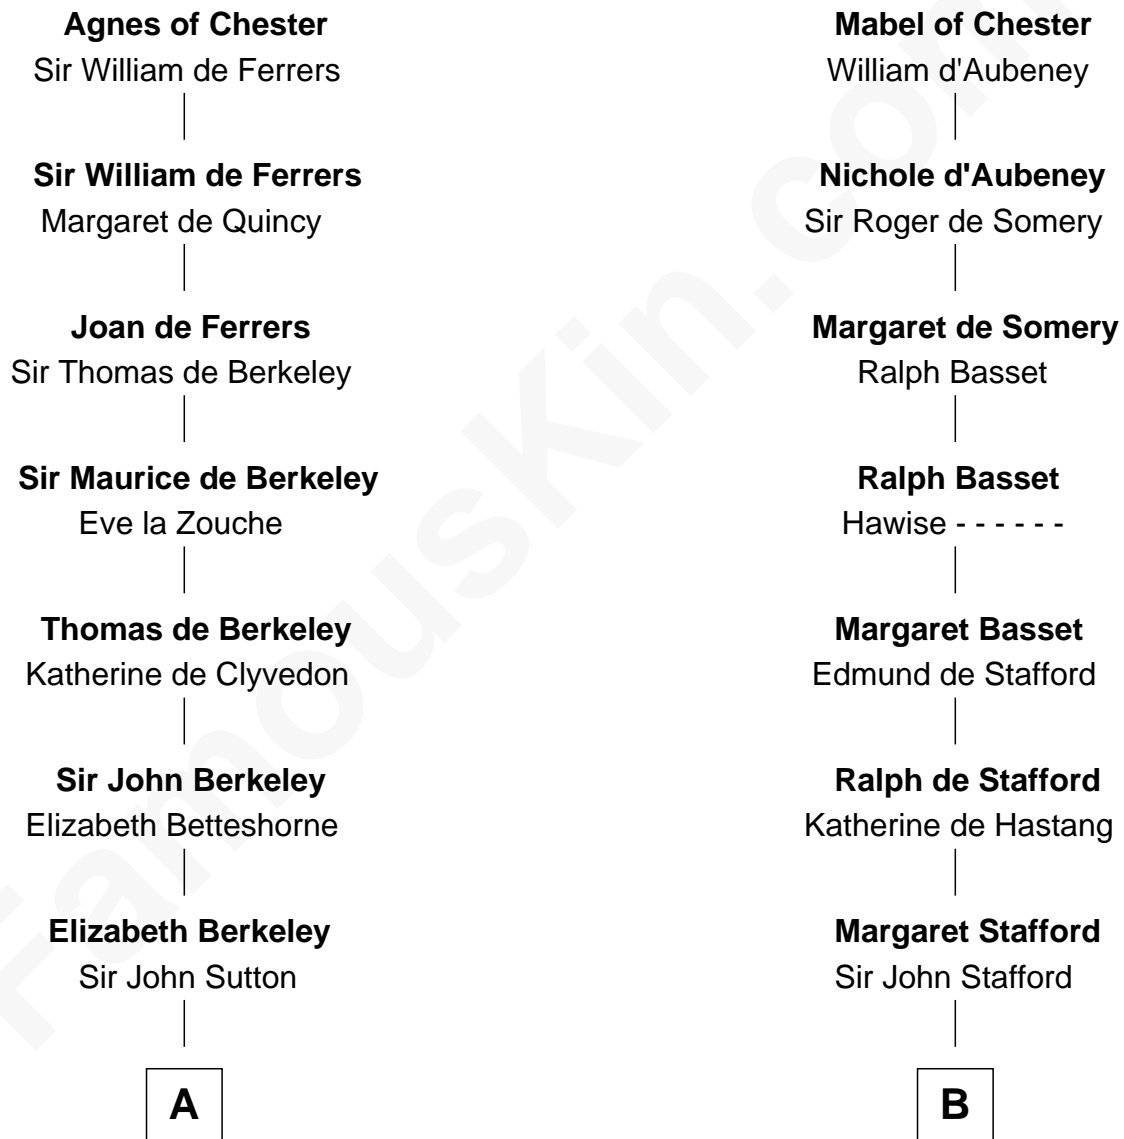 Agnes of Chester
Sir William de Ferrers
Sir William de Ferrers
Margaret de Quincy
Joan de Ferrers
Sir Thomas de Berkeley
Sir Maurice de Berkeley
Eve la Zouche
Thomas de Berkeley
Katherine de Clyvedon
Sir John Berkeley
Elizabeth Betteshorne
Elizabeth Berkeley
Sir John Sutton
A
Mabel of Chester
William d'Aubeney
Nichole d'Aubeney
Sir Roger de Somery
Margaret de Somery
Ralph Basset
Ralph Basset
Hawise - - - - - -
Margaret Basset
Edmund de Stafford
Ralph de Stafford
Katherine de Hastang
Margaret Stafford
Sir John Stafford
B
FamousKin.com